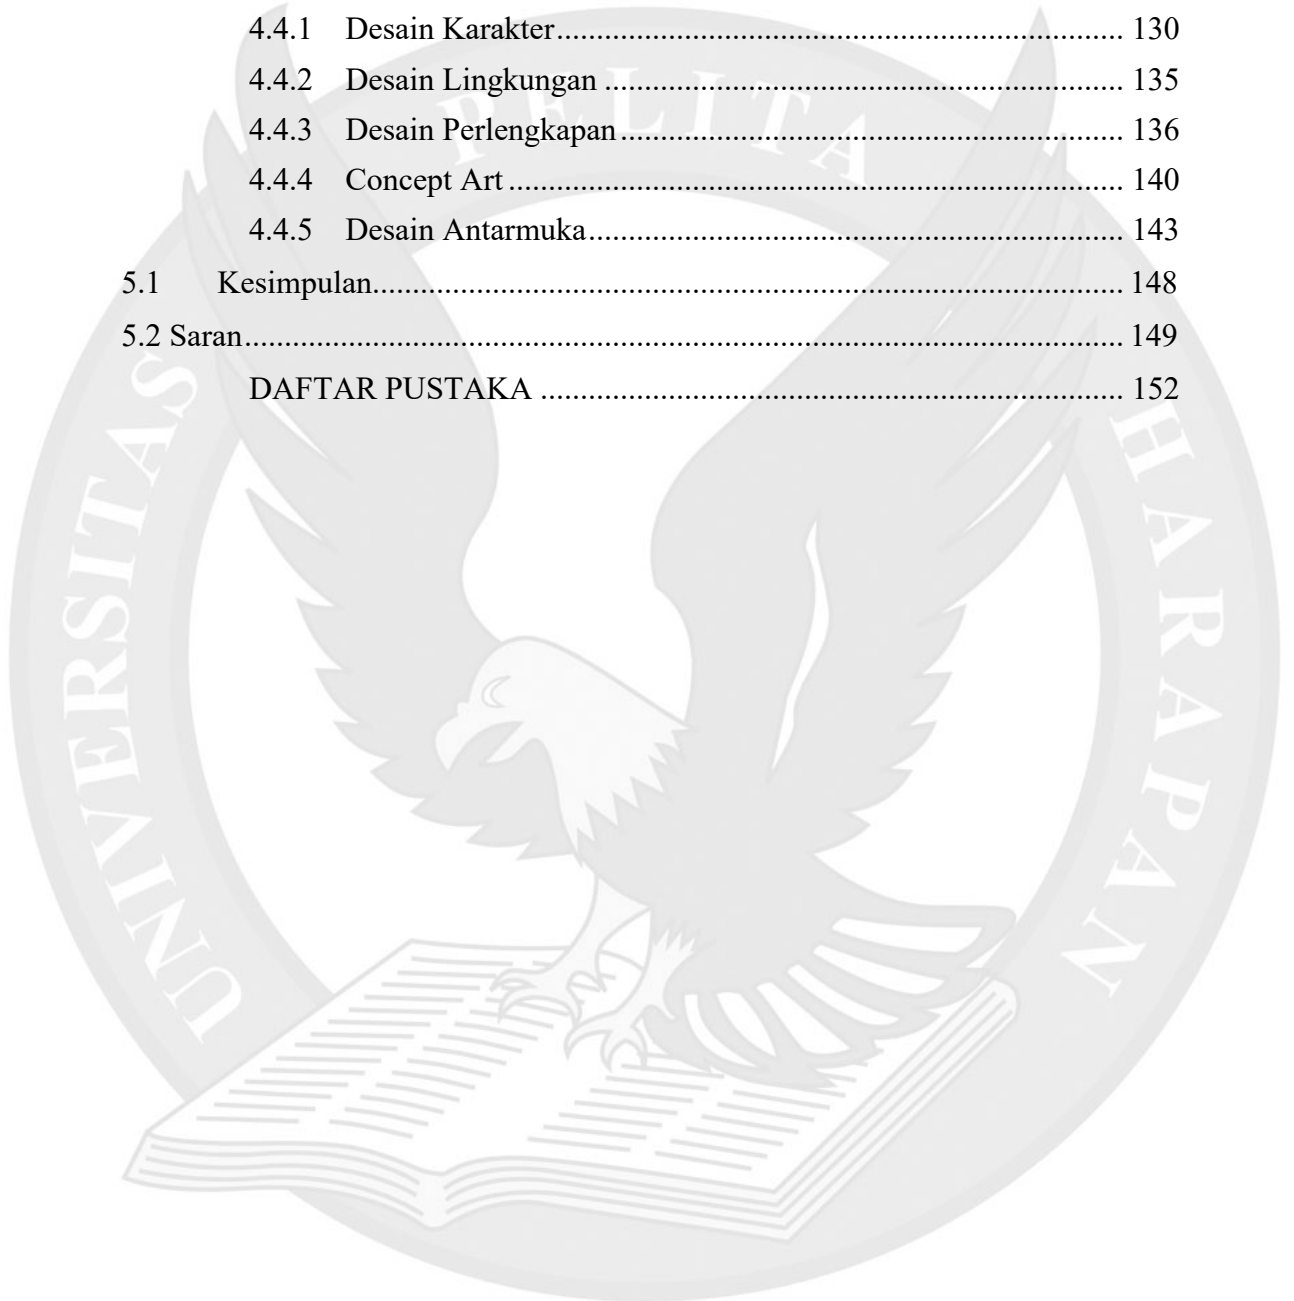 4.4.1 Desain Karakter........................................................................ 130
4.4.2 Desain Lingkungan .................................................................. 135
4.4.3 Desain Perlengkapan................................................................ 136
4.4.4 Concept Art .............................................................................. 140
4.4.5 Desain Antarmuka.................................................................... 143
5.1 Kesimpulan............................................................................................... 148
5.2 Saran............................................................................................................... 149
DAFTAR PUSTAKA .......................................................................... 152
UNIVERSITAS PELITA HARAPAN